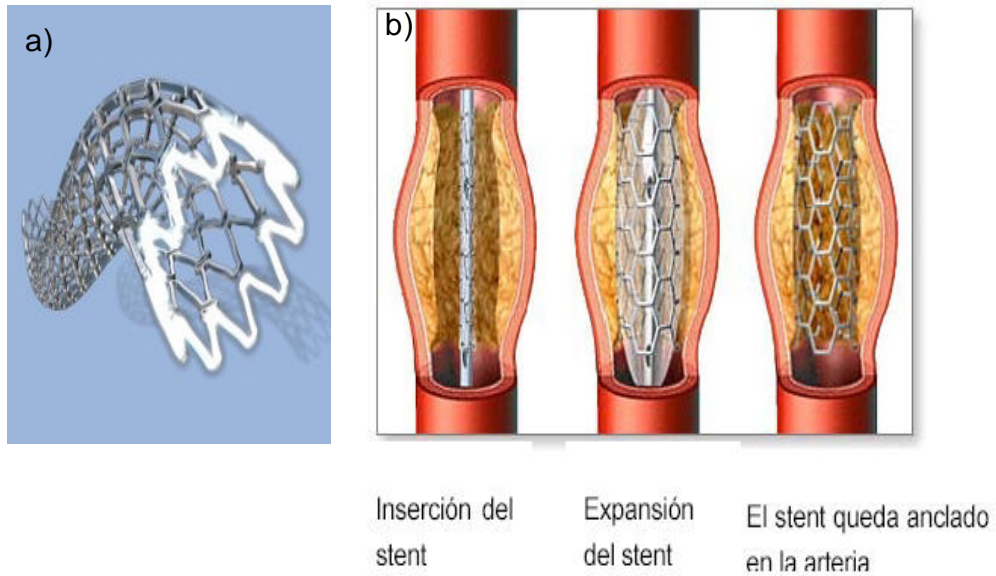 a)
b)
Inserción del
stent
Expansión
del stent
El stent queda anclado
en la arteria